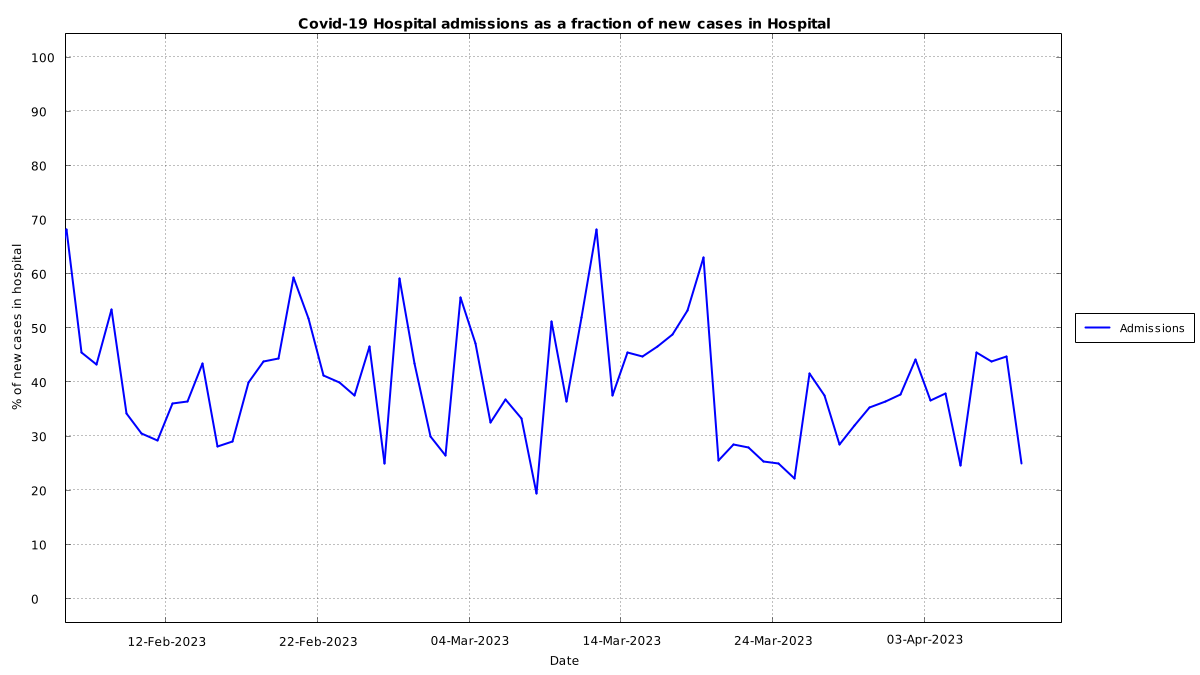 Covid-19 Hospital admissions as a fraction of new cases in Hospital
100
90
80
70
60
50
40
30
20
10
0
% of new cases in hospital
Admissions
12-Feb-2023 22-Feb-2023 04-Mar-2023 14-Mar-2023 24-Mar-2023 03-Apr-2023
Date